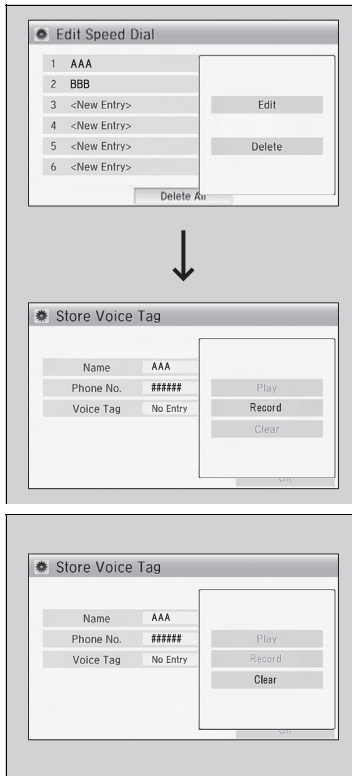 Edit Speed Dial
1 AAA
2 BBB
3 <New Entry>
4 <New Entry>
5 <New Entry>
6 <New Entry>
Edit
Delete
Delete All
Store Voice Tag
Name AAA
Phone No. ######
Voice Tag No Entry
Play
Record
Clear
OK
Store Voice Tag
Name AAA
Phone No. ######
Voice Tag No Entry
Play
Record
Clear
OK